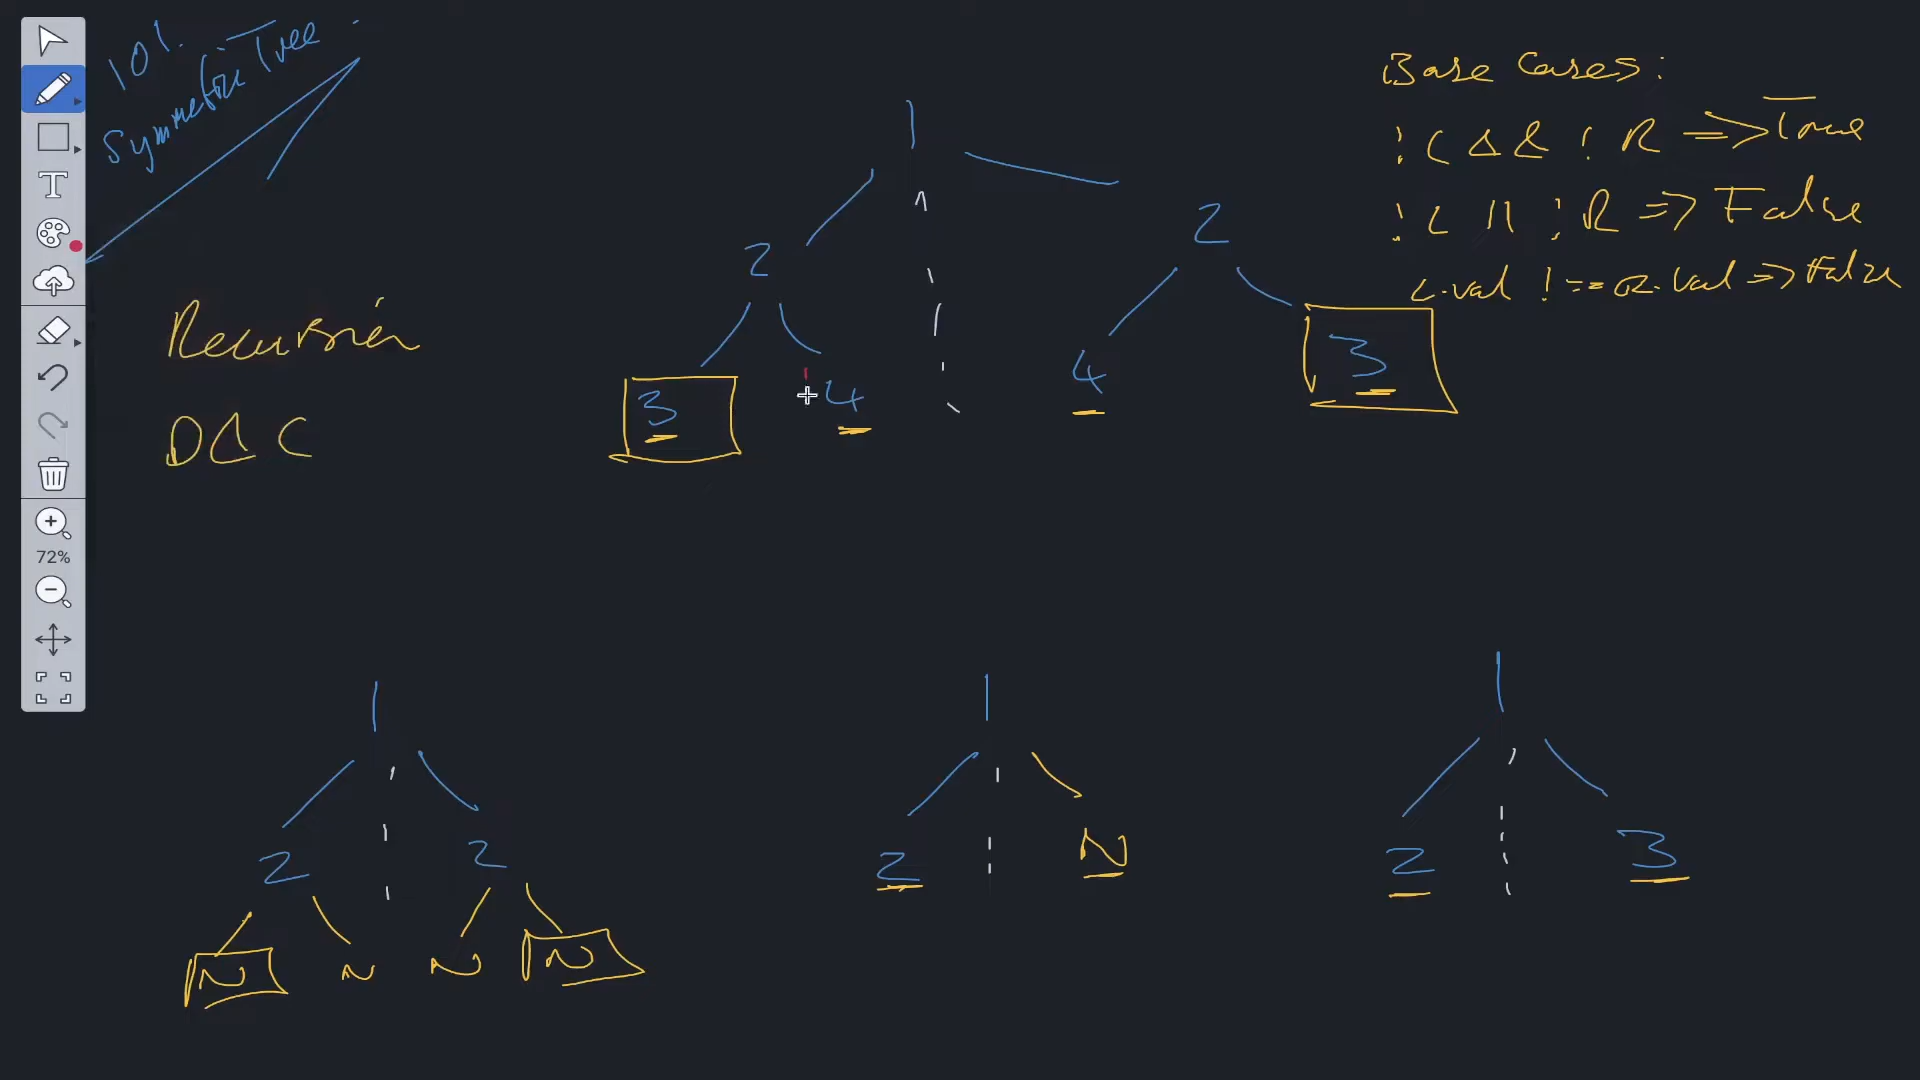 101.
Symmetric Tree
Base Cases:
!L && !R => True
!L || !R => False
L.val !== R.val => False
1
2 2
3 4 4 3
Recursion
D&C
T
72%
1 1 1
2 2 2 N 2 3
N N N N